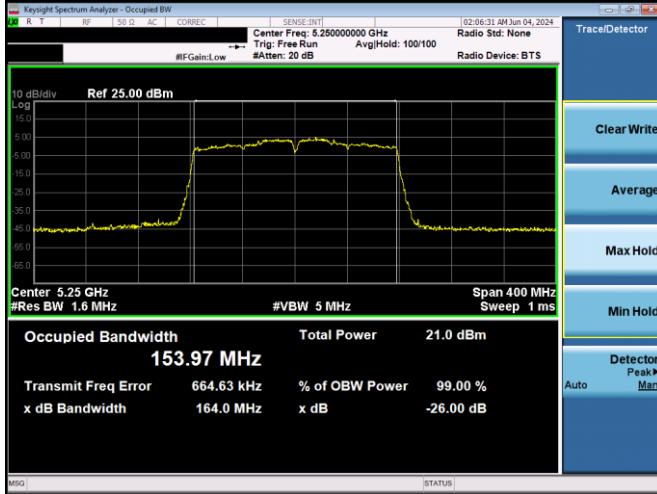 Keysight Spectrum Analyzer - Occupied BW
R T RF 50 Ω AC CORREC SENSE:INT 02:06:31 AM Jun 04, 2024
Center Freq: 5.250000000 GHz Radio Std: None
Trig: Free Run Avg|Hold: 100/100
#IFGain:Low #Atten: 20 dB Radio Device: BTS
Trace/Detector
10 dB/div Ref 25.00 dBm
Log
15.0
5.00
-5.00
-15.0
-25.0
-35.0
-45.0
-55.0
-65.0
Center 5.25 GHz Span 400 MHz
#Res BW 1.6 MHz #VBW 5 MHz Sweep 1 ms
Occupied Bandwidth Total Power 21.0 dBm
153.97 MHz
Transmit Freq Error 664.63 kHz % of OBW Power 99.00 %
x dB Bandwidth 164.0 MHz x dB -26.00 dB
Clear Write
Average
Max Hold
Min Hold
Detector
Peak▶
Auto Man
MSG STATUS